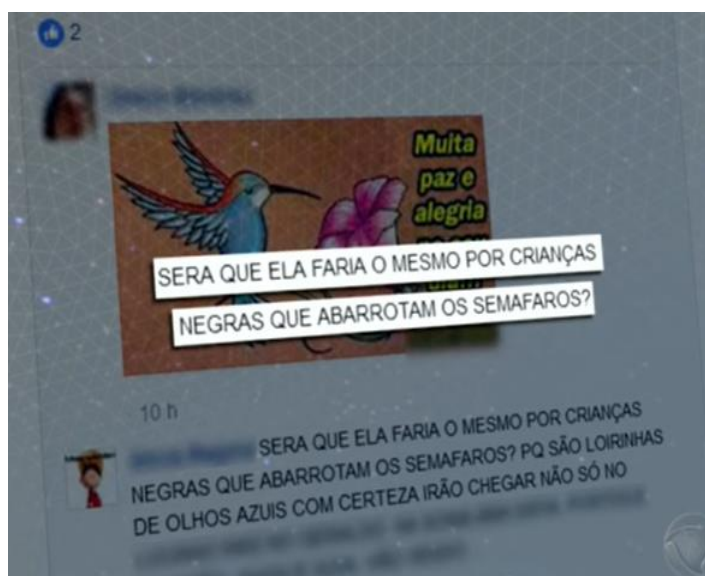 2
Muita
paz e
alegria
SERA QUE ELA FARIA O MESMO POR CRIANÇAS
NEGRAS QUE ABARROTAM OS SEMAFAROS?
10 h
SERA QUE ELA FARIA O MESMO POR CRIANÇAS
NEGRAS QUE ABARROTAM OS SEMAFAROS? PQ SÃO LOIRINHAS
DE OLHOS AZUIS COM CERTEZA IRÃO CHEGAR NÃO SÓ NO